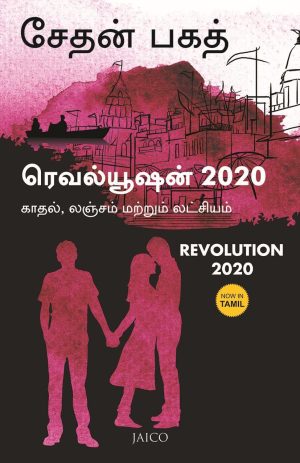 சேதன் பகத்
ரெவல்யூஷன் 2020
காதல், லஞ்சம் மற்றும் லட்சியம்
REVOLUTION
2020
NOW IN
TAMIL
JAICO